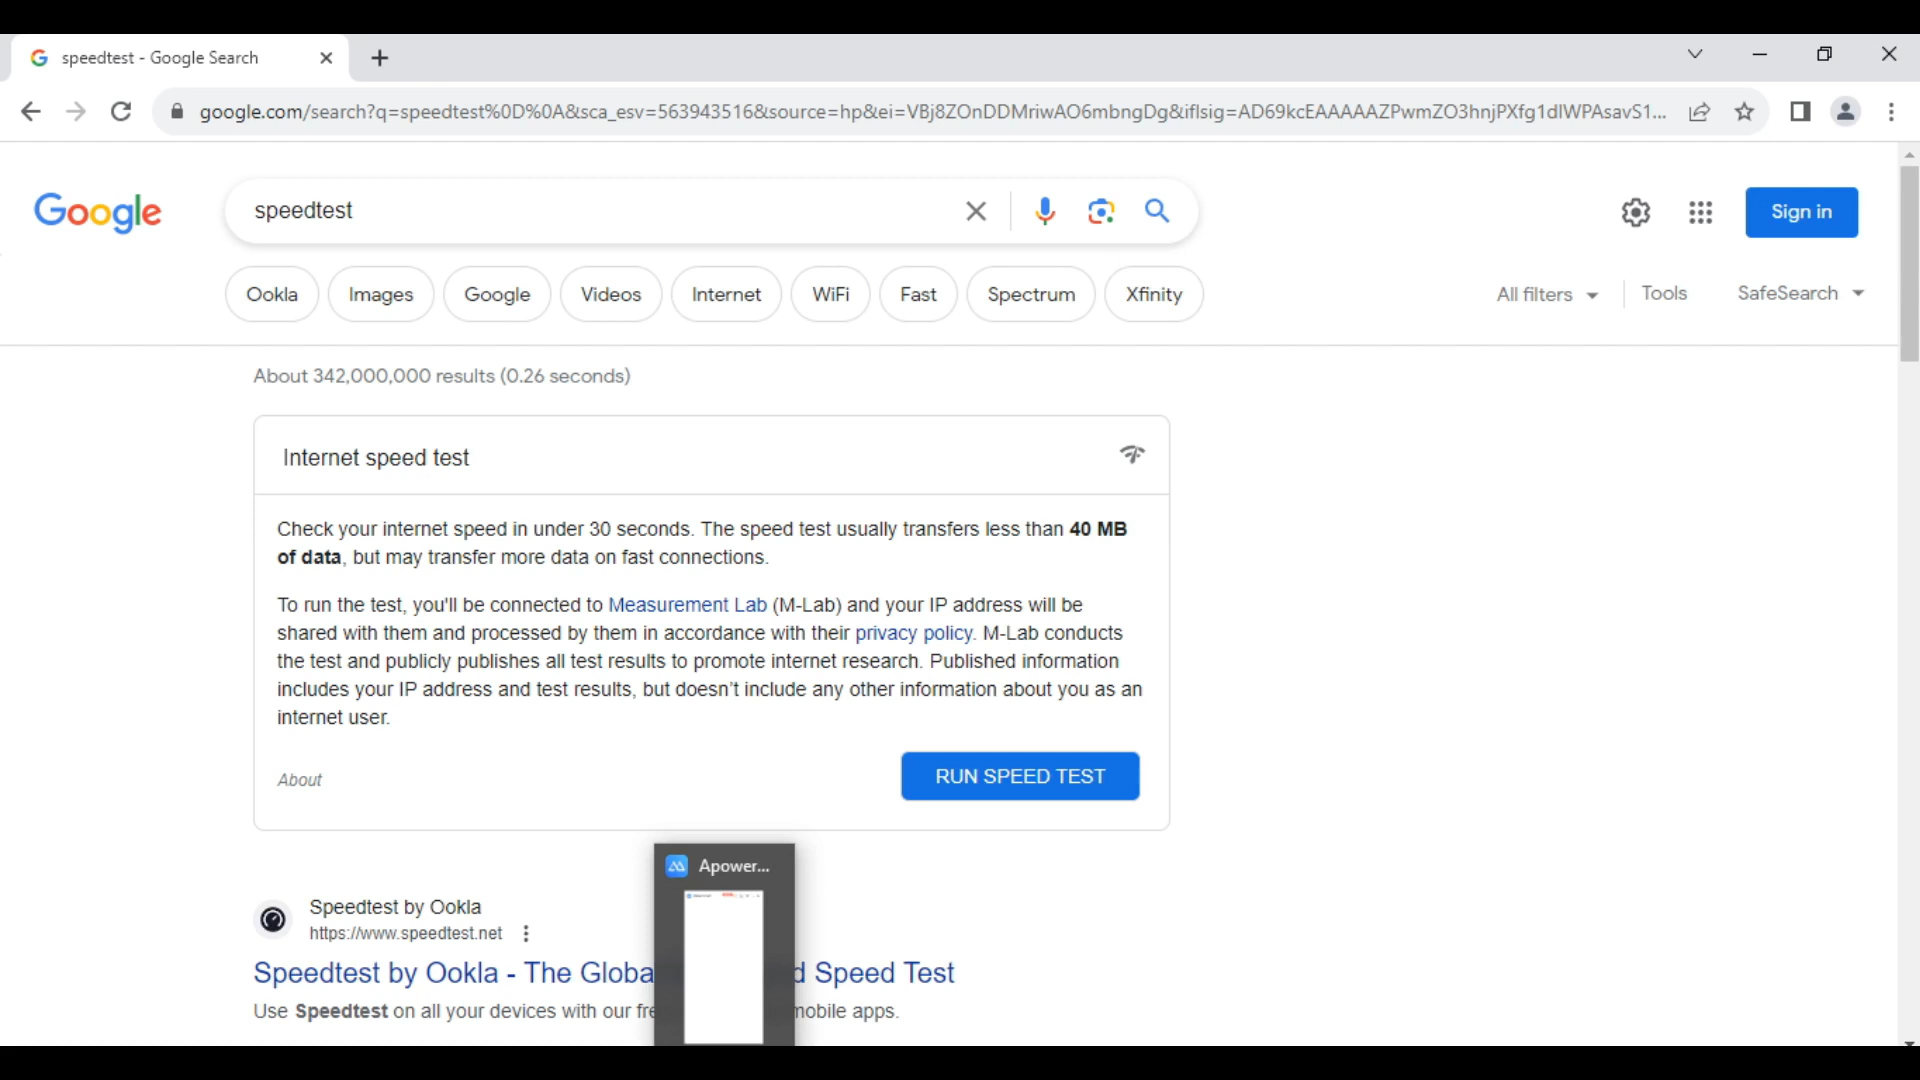 speedtest - Google Search
google.com/search?q=speedtest%0D%0A&sca_esv=563943516&source=hp&ei=VBj8ZOnDDMriwAO6mbngDg&iflsig=AD69kcEAAAAAZPwmZO3hnjPXfg1dlWPAsavS1...
Google
speedtest
Sign in
Ookla
Images
Google
Videos
Internet
WiFi
Fast
Spectrum
Xfinity
All filters
Tools
SafeSearch
About 342,000,000 results (0.26 seconds)
Internet speed test
Check your internet speed in under 30 seconds. The speed test usually transfers less than 40 MB
of data, but may transfer more data on fast connections.
To run the test, you'll be connected to Measurement Lab (M-Lab) and your IP address will be
shared with them and processed by them in accordance with their privacy policy. M-Lab conducts
the test and publicly publishes all test results to promote internet research. Published information
includes your IP address and test results, but doesn't include any other information about you as an
internet user.
About
RUN SPEED TEST
Apower...
Speedtest by Ookla
https://www.speedtest.net
Speedtest by Ookla - The Globa d Speed Test
Use Speedtest on all your devices with our fre mobile apps.